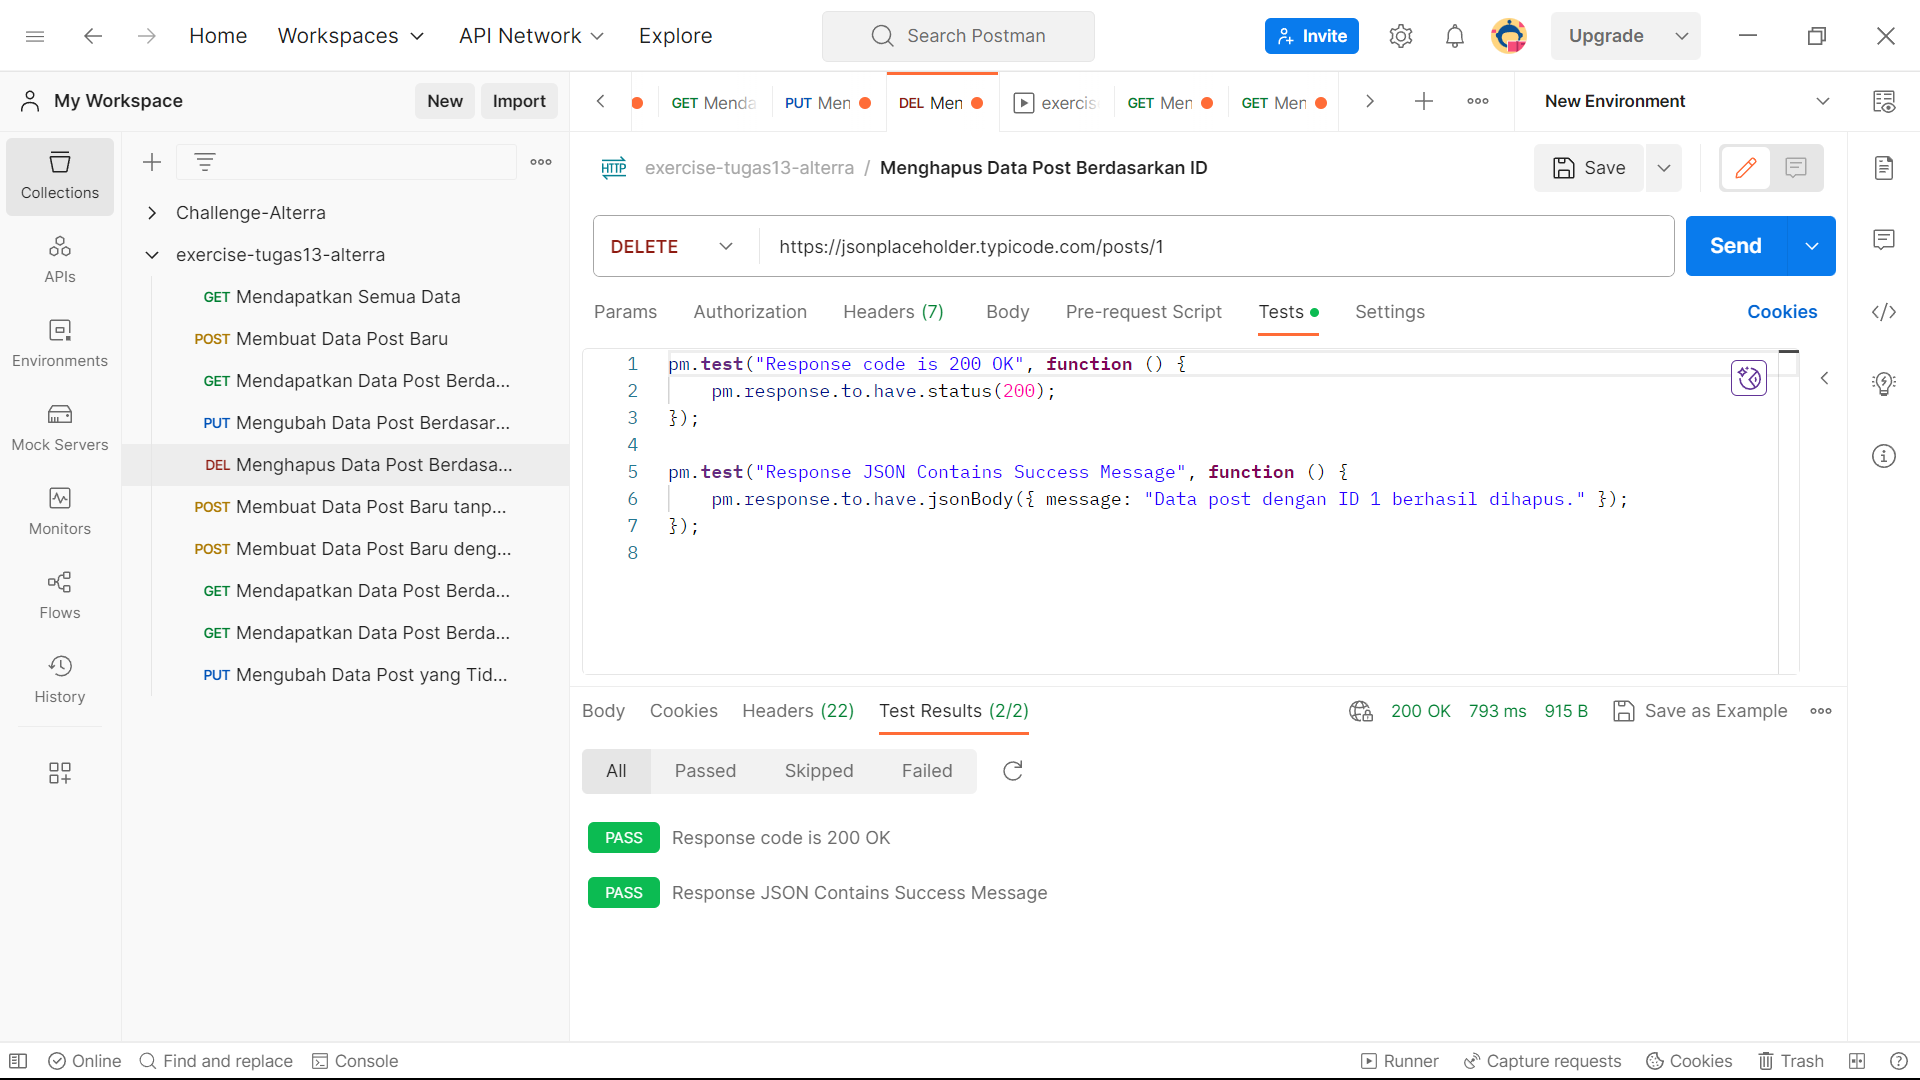 Home Workspaces API Network Explore Search Postman Invite Upgrade
My Workspace New Import
GET Menda PUT Men DEL Men exercis GET Men GET Men New Environment
Collections
APIs
Environments
Mock Servers
Monitors
Flows
History
Challenge-Alterra
exercise-tugas13-alterra
GET Mendapatkan Semua Data
POST Membuat Data Post Baru
GET Mendapatkan Data Post Berda...
PUT Mengubah Data Post Berdasar...
DEL Menghapus Data Post Berdasa...
POST Membuat Data Post Baru tanp...
POST Membuat Data Post Baru deng...
GET Mendapatkan Data Post Berda...
GET Mendapatkan Data Post Berda...
PUT Mengubah Data Post yang Tid...
HTTP exercise-tugas13-alterra / Menghapus Data Post Berdasarkan ID Save
DELETE https://jsonplaceholder.typicode.com/posts/1 Send
Params Authorization Headers (7) Body Pre-request Script Tests Settings Cookies
1 pm.test("Response code is 200 OK", function () {
2 pm.response.to.have.status(200);
3 });
4
5 pm.test("Response JSON Contains Success Message", function () {
6 pm.response.to.have.jsonBody({ message: "Data post dengan ID 1 berhasil dihapus." });
7 });
8
Body Cookies Headers (22) Test Results (2/2) 200 OK 793 ms 915 B Save as Example
All Passed Skipped Failed
PASS Response code is 200 OK
PASS Response JSON Contains Success Message
Online Find and replace Console Runner Capture requests Cookies Trash